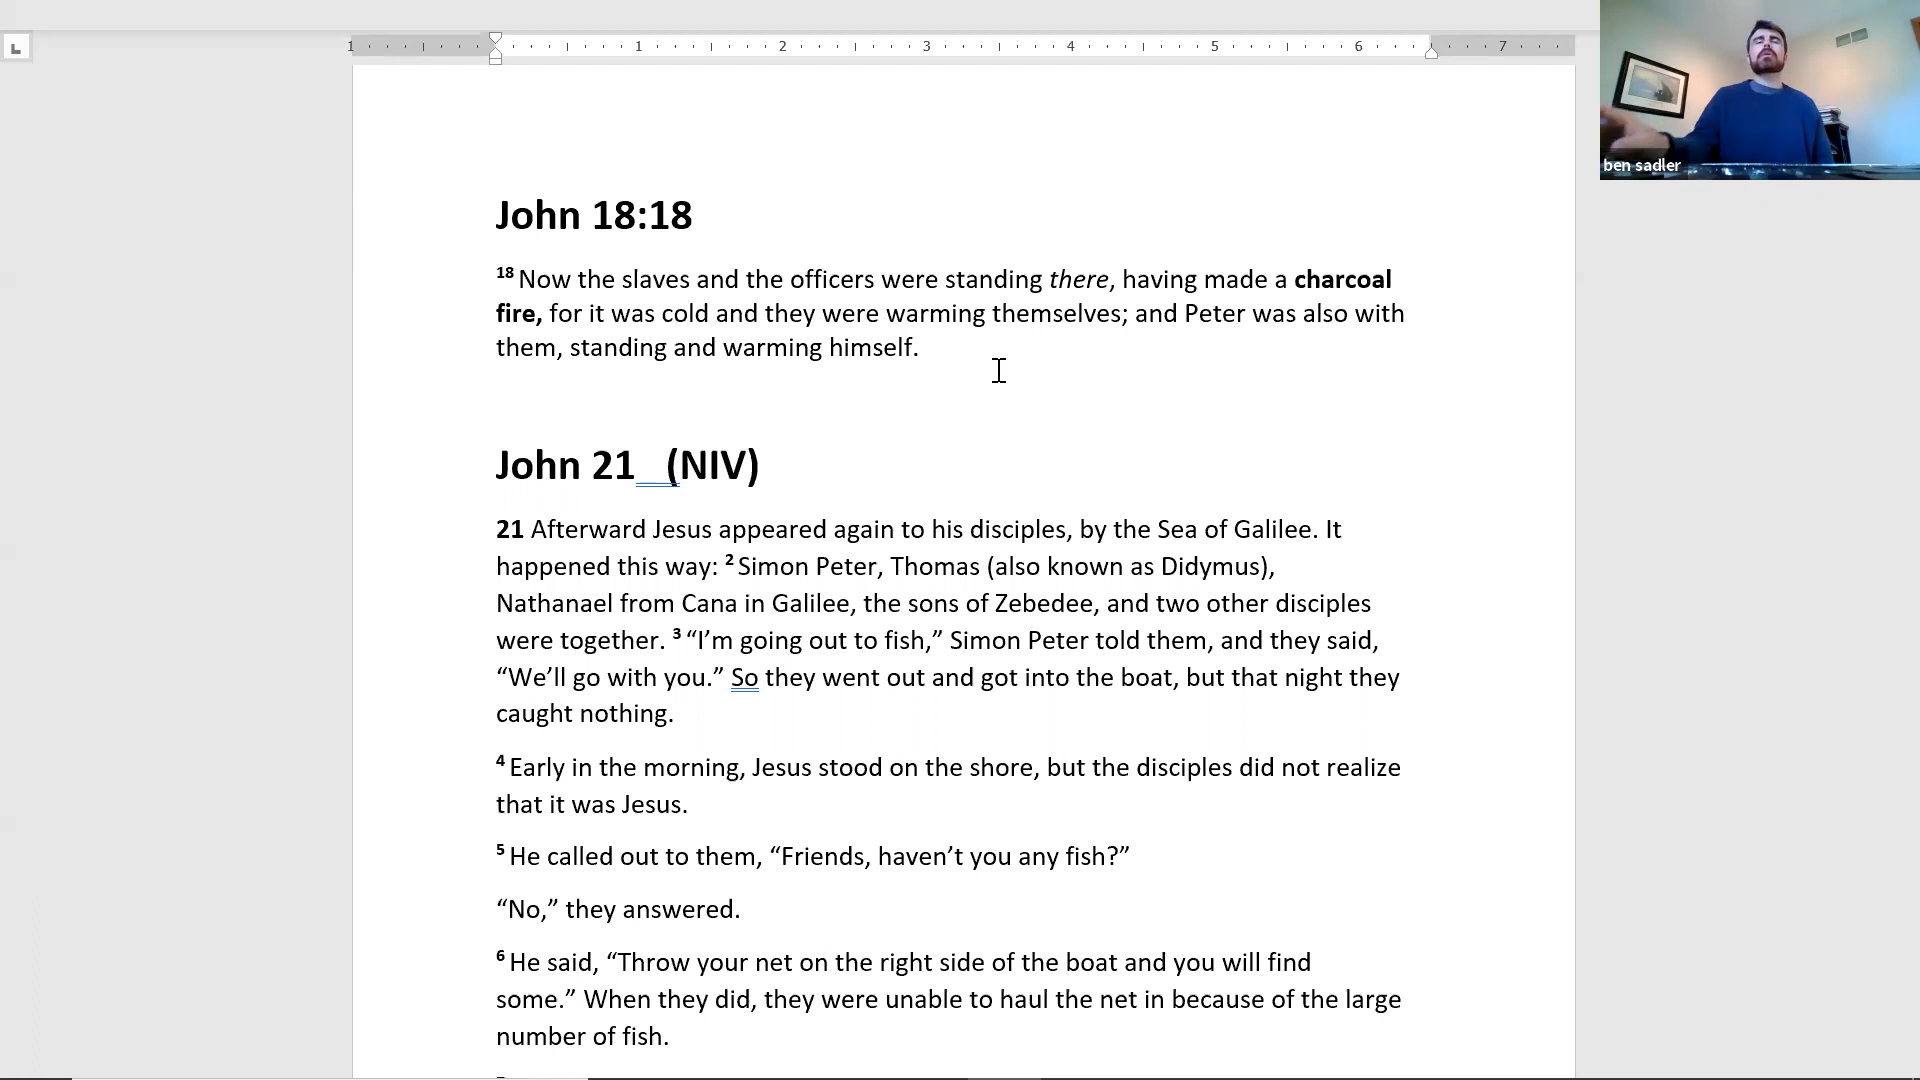 1 1 2 3 4 5 6 7
ben sadler
John 18:18
18 Now the slaves and the officers were standing there, having made a charcoal
fire, for it was cold and they were warming themselves; and Peter was also with
them, standing and warming himself.
John 21 (NIV)
21 Afterward Jesus appeared again to his disciples, by the Sea of Galilee. It
happened this way: 2 Simon Peter, Thomas (also known as Didymus),
Nathanael from Cana in Galilee, the sons of Zebedee, and two other disciples
were together. 3 “I’m going out to fish,” Simon Peter told them, and they said,
“We’ll go with you.” So they went out and got into the boat, but that night they
caught nothing.
4 Early in the morning, Jesus stood on the shore, but the disciples did not realize
that it was Jesus.
5 He called out to them, “Friends, haven’t you any fish?”
“No,” they answered.
6 He said, “Throw your net on the right side of the boat and you will find
some.” When they did, they were unable to haul the net in because of the large
number of fish.